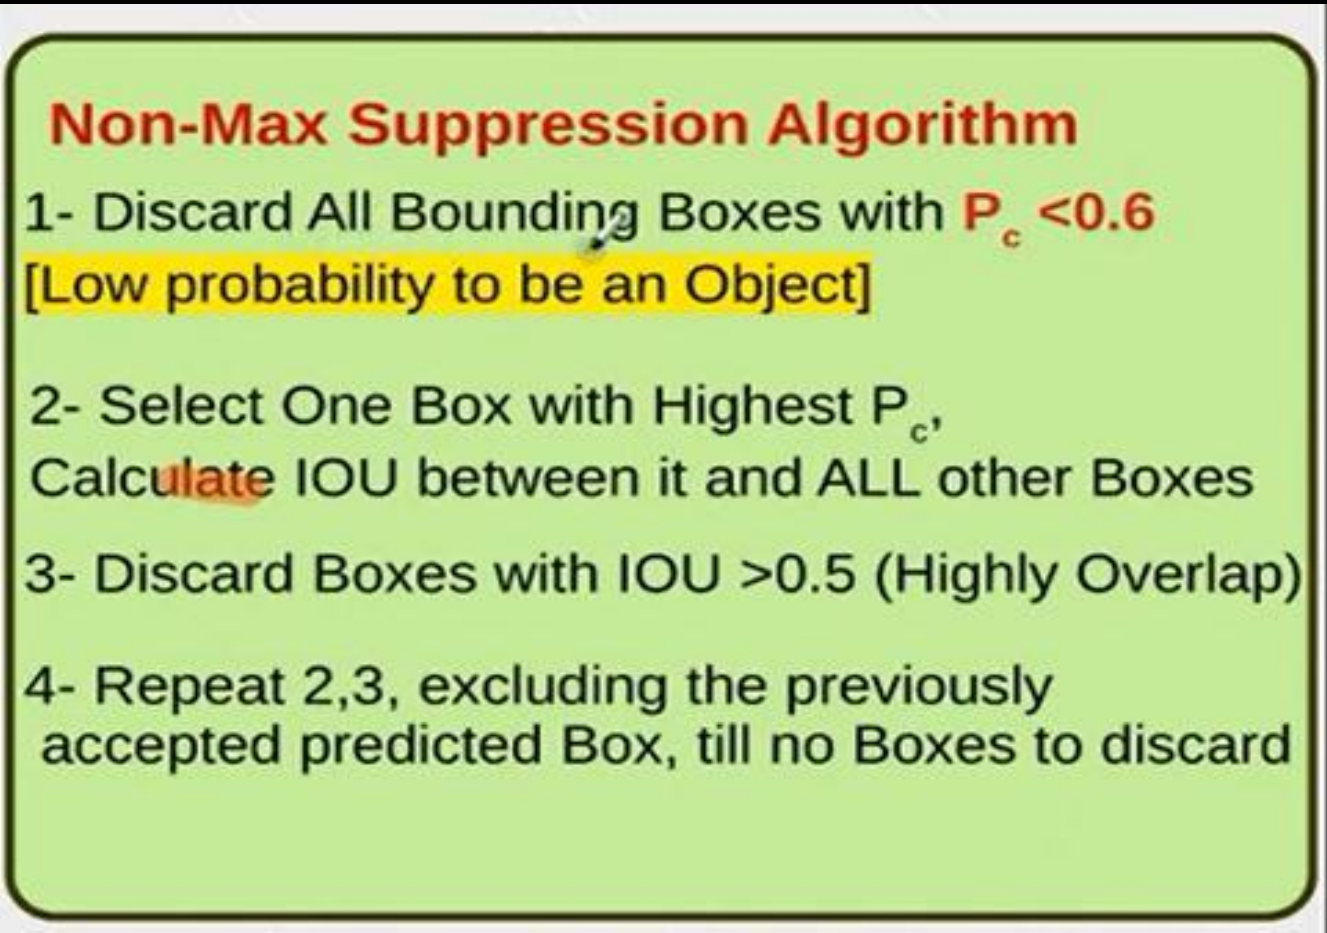 Non-Max Suppression Algorithm
1- Discard All Bounding Boxes with Pc <0.6
[Low probability to be an Object]
2- Select One Box with Highest Pc,
Calculate IOU between it and ALL other Boxes
3- Discard Boxes with IOU >0.5 (Highly Overlap)
4- Repeat 2,3, excluding the previously
accepted predicted Box, till no Boxes to discard